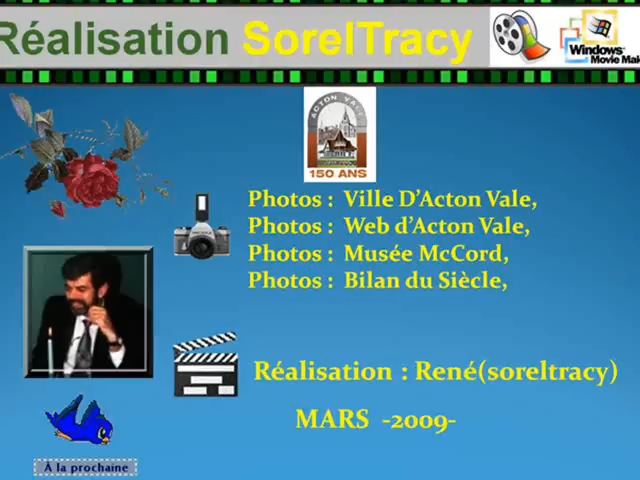 Réalisation SorelTracy
Windows
Movie Mak
ACTON VALE
150 ANS
Photos : Ville D'Acton Vale,
Photos : Web d'Acton Vale,
Photos : Musée McCord,
Photos : Bilan du Siècle,
Réalisation : René(soreltracy)
MARS -2009-
À la prochaine